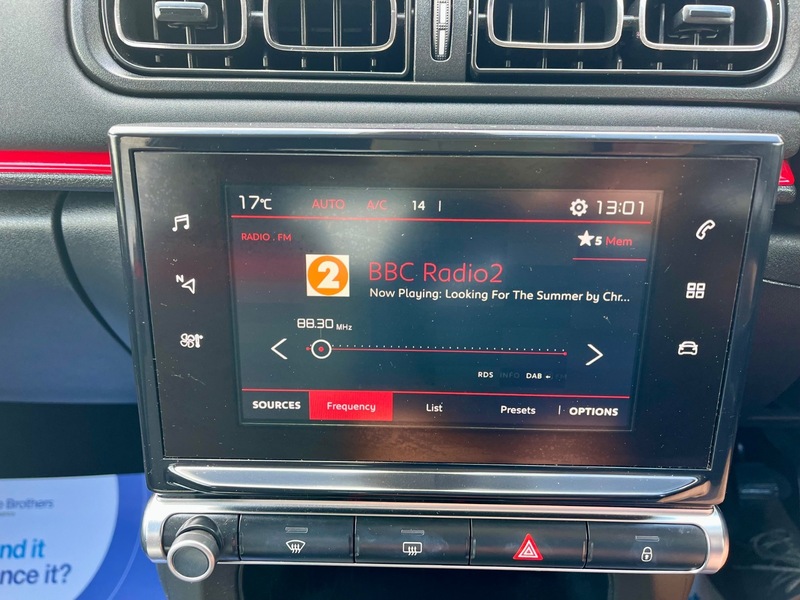 17°C AUTO A/C 14 13:01
RADIO . FM 5 Mem
2 BBC Radio2
Now Playing: Looking For The Summer by Chr...
88.30 MHz
N
RDS INFO DAB
SOURCES Frequency List Presets OPTIONS
Brothers
nd it
nce it?